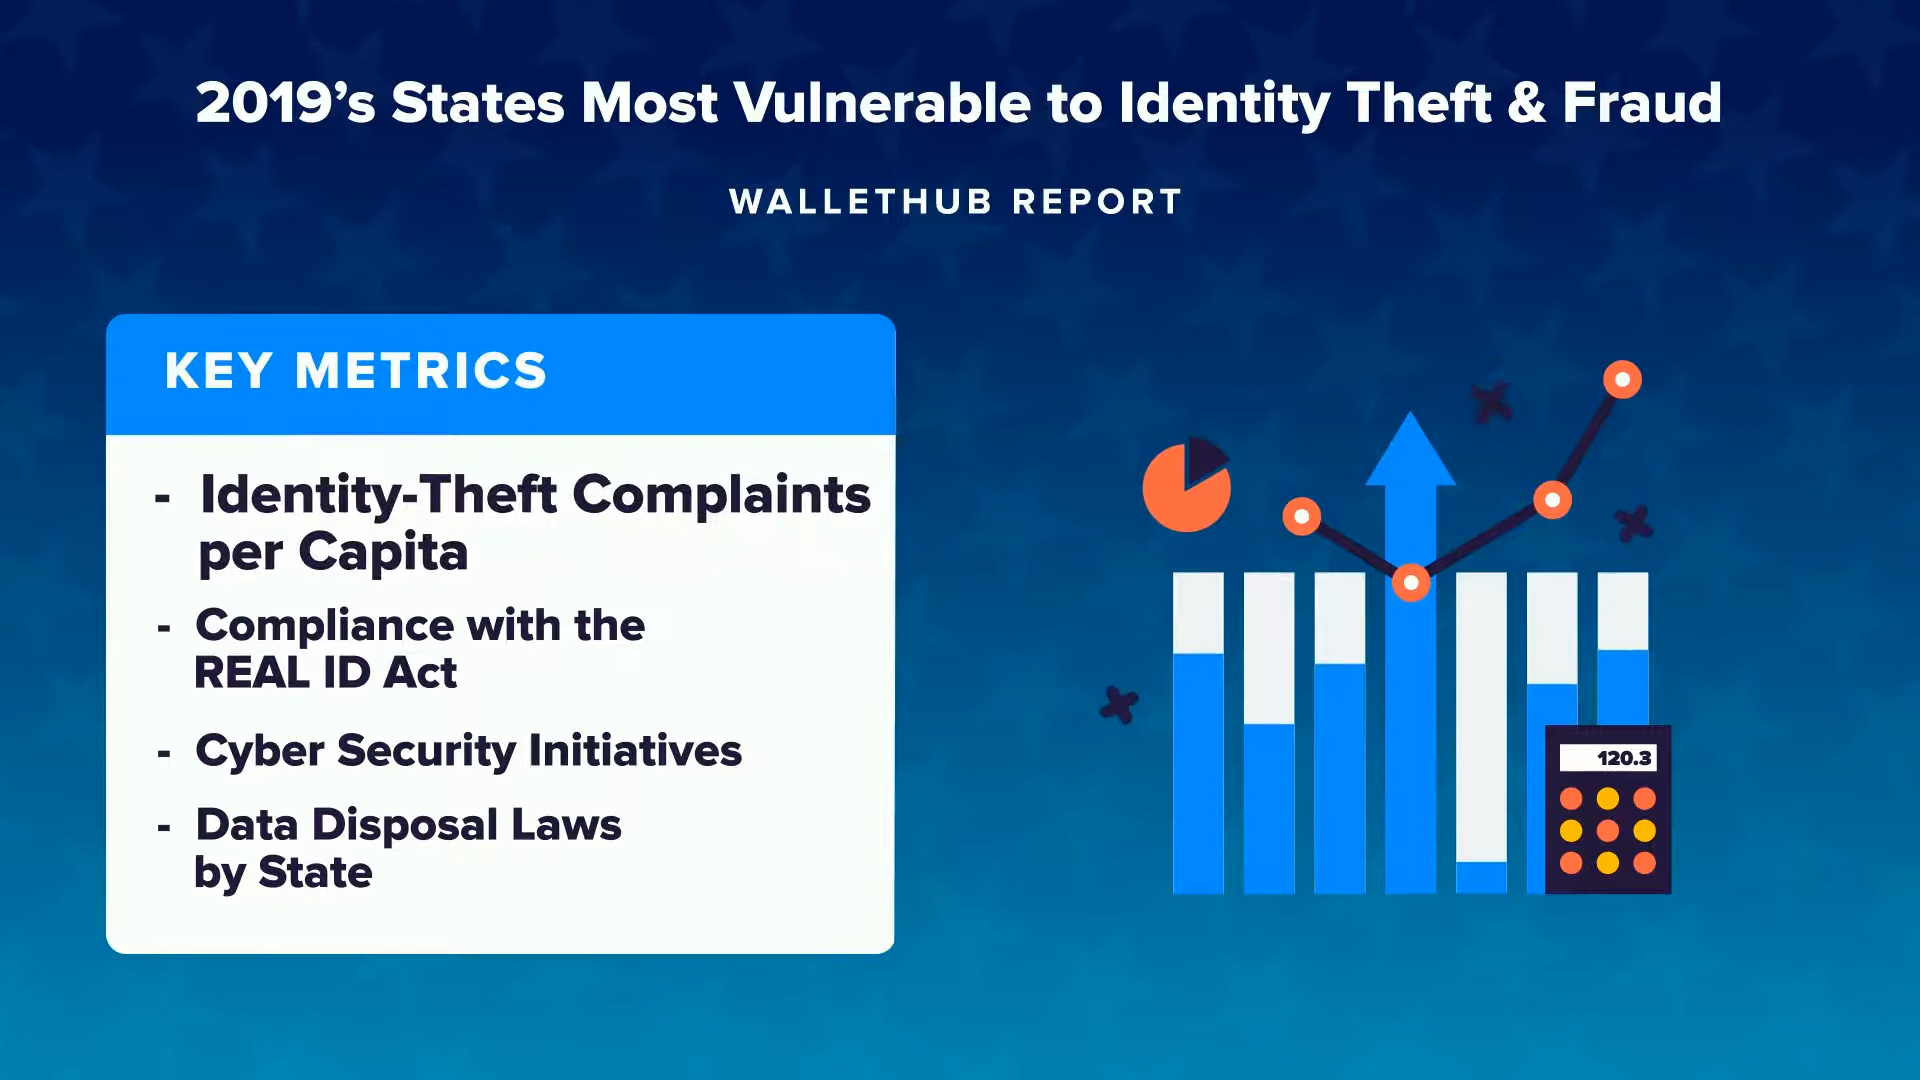 2019’s States Most Vulnerable to Identity Theft & Fraud
WALLETHUB REPORT
KEY METRICS
- Identity-Theft Complaints
per Capita
- Compliance with the
REAL ID Act
- Cyber Security Initiatives
- Data Disposal Laws
by State
120.3